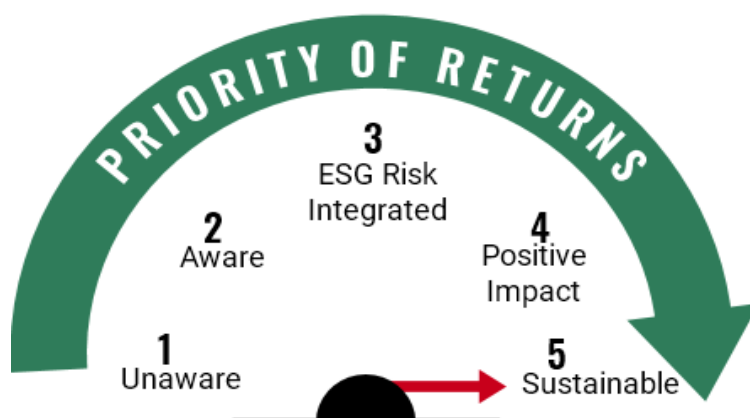 PRIORITY OF RETURNS
3
ESG Risk
Integrated
2
Aware
4
Positive
Impact
1
Unaware
5
Sustainable